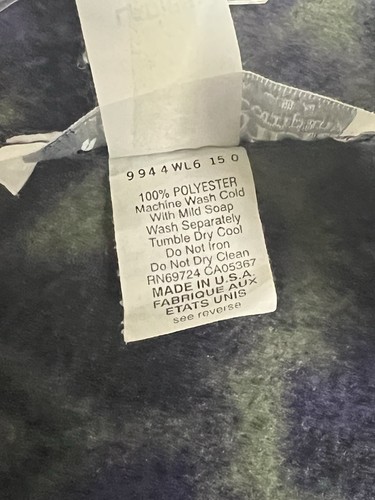 9944WL6 15 0
100% POLYESTER
Machine Wash Cold
With Mild Soap
Wash Separately
Tumble Dry Cool
Do Not Iron
Do Not Dry Clean
RN69724 CA05367
MADE IN U.S.A.
FABRIQUE AUX
ETATS UNIS
see reverse